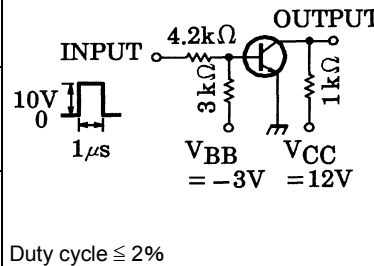 OUTPUT
INPUT
4.2kΩ
3kΩ
1kΩ
10V
0
1μs
VBB
= -3V
VCC
= 12V
Duty cycle ≦ 2%